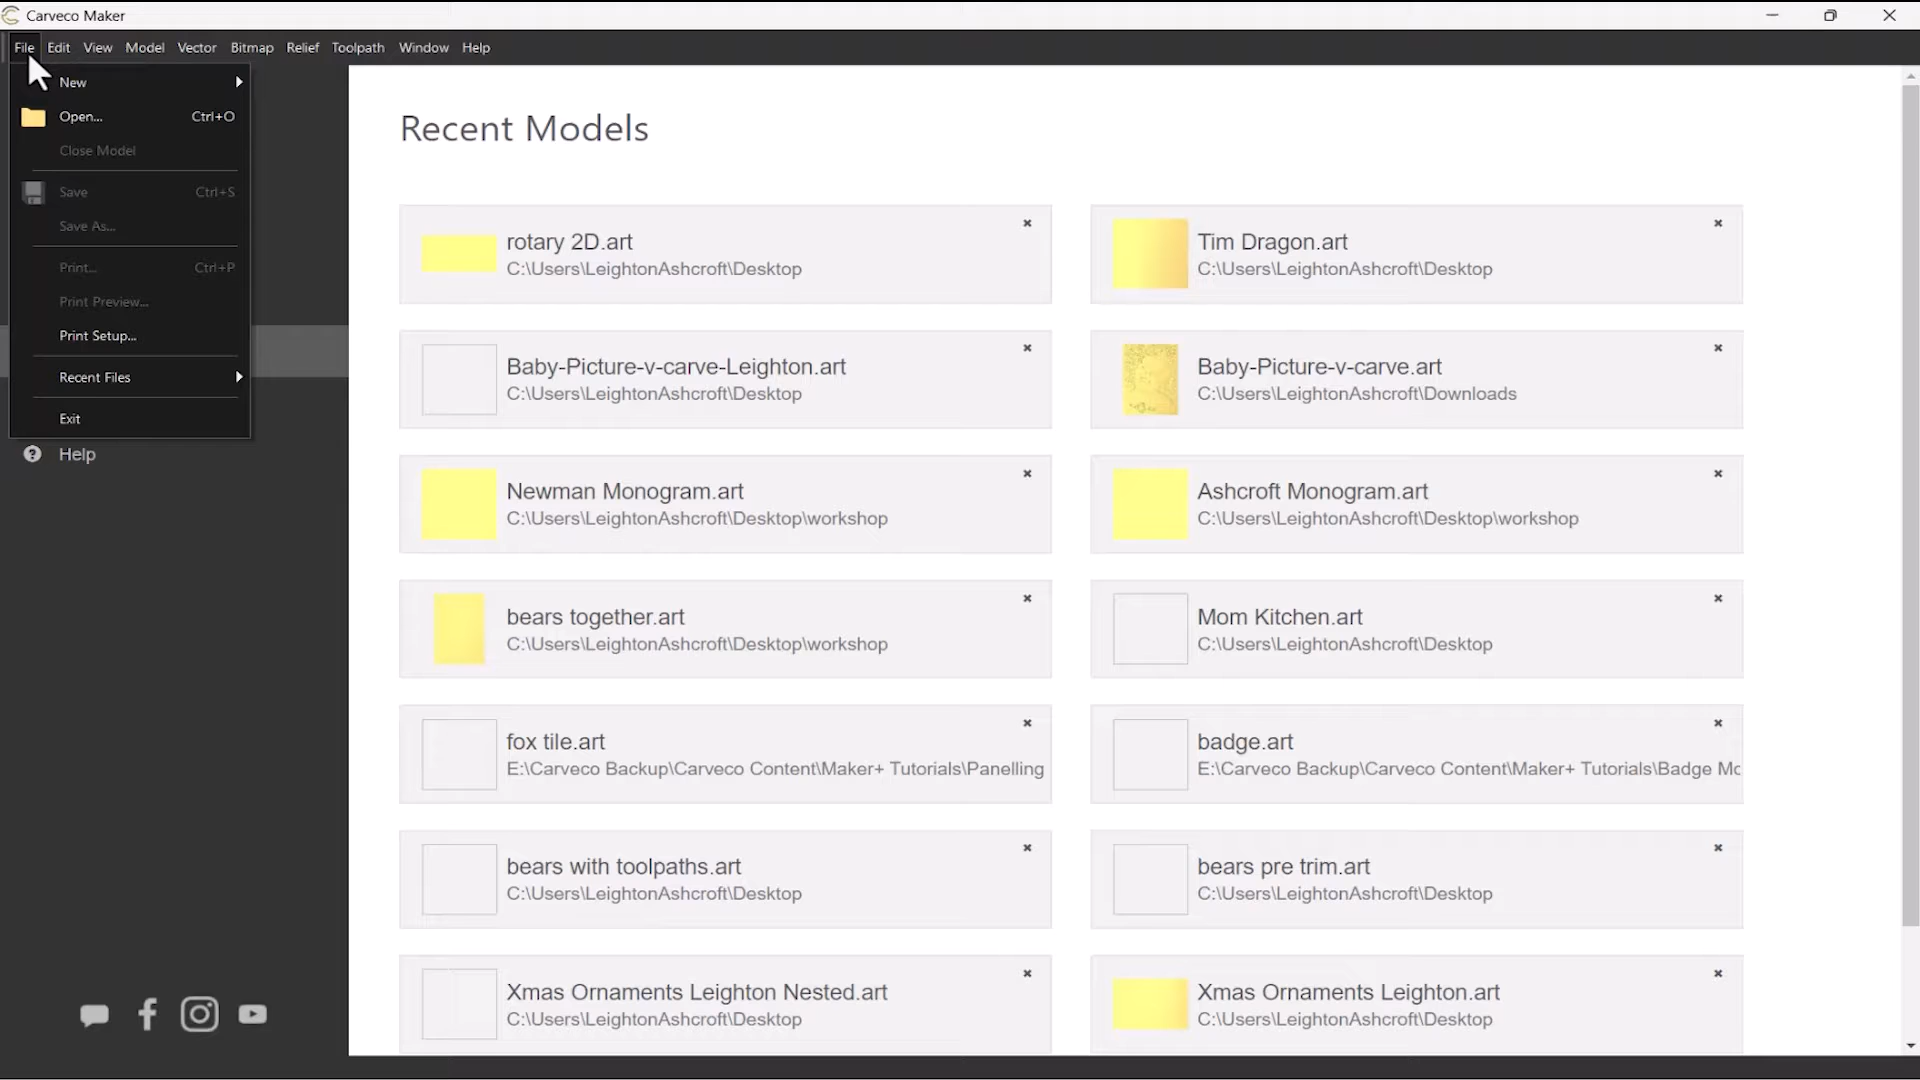 Carveco Maker
File Edit View Model Vector Bitmap Relief Toolpath Window Help
New
Open... Ctrl+O
Close Model
Save Ctrl+S
Save As...
Print... Ctrl+P
Print Preview...
Print Setup...
Recent Files
Exit
Help
Recent Models
rotary 2D.art
C:\Users\LeightonAshcroft\Desktop
Tim Dragon.art
C:\Users\LeightonAshcroft\Desktop
Baby-Picture-v-carve-Leighton.art
C:\Users\LeightonAshcroft\Desktop
Baby-Picture-v-carve.art
C:\Users\LeightonAshcroft\Downloads
Newman Monogram.art
C:\Users\LeightonAshcroft\Desktop\workshop
Ashcroft Monogram.art
C:\Users\LeightonAshcroft\Desktop\workshop
bears together.art
C:\Users\LeightonAshcroft\Desktop\workshop
Mom Kitchen.art
C:\Users\LeightonAshcroft\Desktop
fox tile.art
E:\Carveco Backup\Carveco Content\Maker+ Tutorials\Panelling
badge.art
E:\Carveco Backup\Carveco Content\Maker+ Tutorials\Badge Mc
bears with toolpaths.art
C:\Users\LeightonAshcroft\Desktop
bears pre trim.art
C:\Users\LeightonAshcroft\Desktop
Xmas Ornaments Leighton Nested.art
C:\Users\LeightonAshcroft\Desktop
Xmas Ornaments Leighton.art
C:\Users\LeightonAshcroft\Desktop